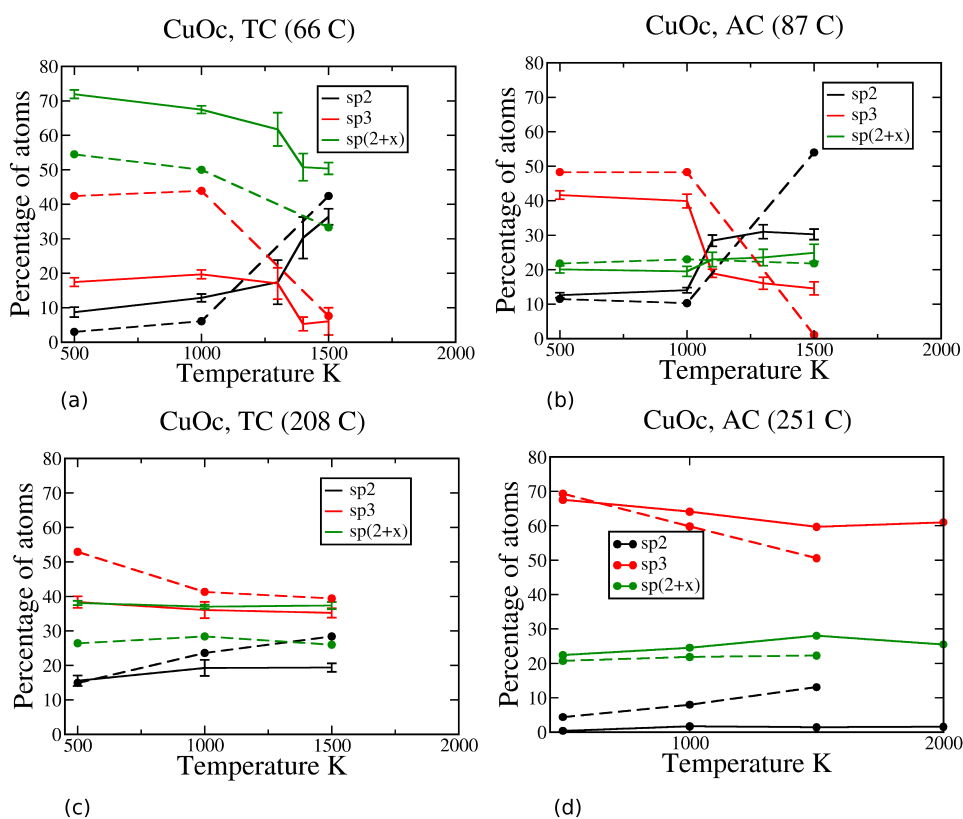 CuOc, TC (66 C)
80
70
60
50
40
30
20
10
0
Percentage of atoms
sp2
sp3
sp(2+x)
500
1000
1500
2000
Temperature K
(a)
CuOc, AC (87 C)
80
70
60
50
40
30
20
10
0
Percentage of atoms
sp2
sp3
sp(2+x)
500
1000
1500
2000
Temperature K
(b)
CuOc, TC (208 C)
80
70
60
50
40
30
20
10
0
Percentage of atoms
sp2
sp3
sp(2+x)
500
1000
1500
2000
Temperature K
(c)
CuOc, AC (251 C)
80
70
60
50
40
30
20
10
0
Percentage of atoms
sp2
sp3
sp(2+x)
1000
2000
Temperature K
(d)